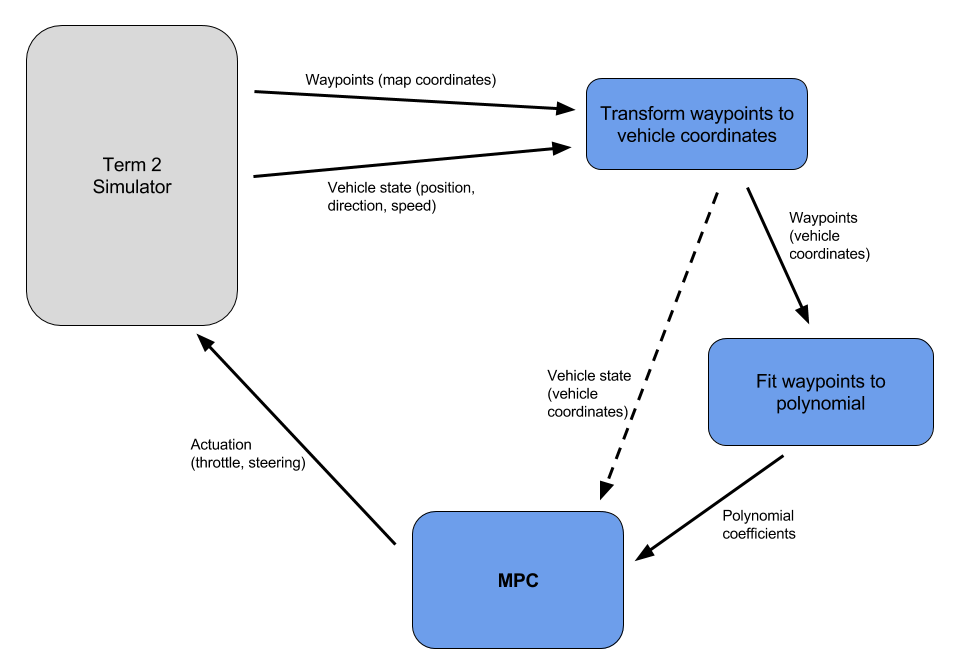 Waypoints (map coordinates)
Transform waypoints to
vehicle coordinates
Term 2
Simulator
Vehicle state (position,
direction, speed)
Waypoints
(vehicle
coordinates)
Vehicle state
(vehicle
coordinates)
Fit waypoints to
polynomial
Actuation
(throttle, steering)
Polynomial
coefficients
MPC